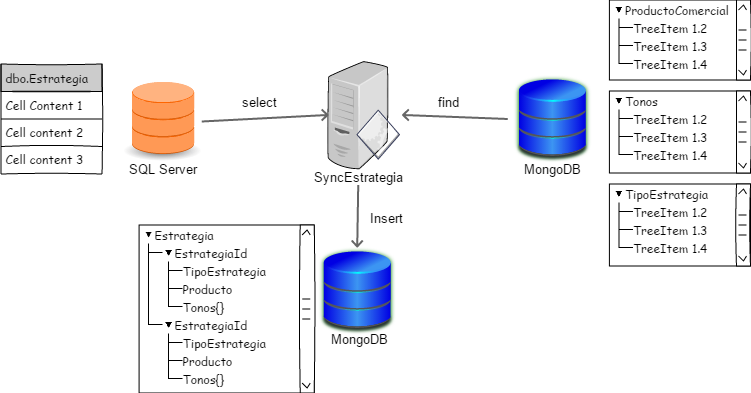 dbo.Estrategia
Cell Content 1
Cell content 2
Cell content 3
SQL Server
select
SyncEstrategia
find
MongoDB
ProductoComercial
TreeItem 1.2
TreeItem 1.3
TreeItem 1.4
Tonos
TreeItem 1.2
TreeItem 1.3
TreeItem 1.4
TipoEstrategia
TreeItem 1.2
TreeItem 1.3
TreeItem 1.4
Insert
Estrategia
EstrategiaId
TipoEstrategia
Producto
Tonos{}
EstrategiaId
TipoEstrategia
Producto
Tonos{}
MongoDB